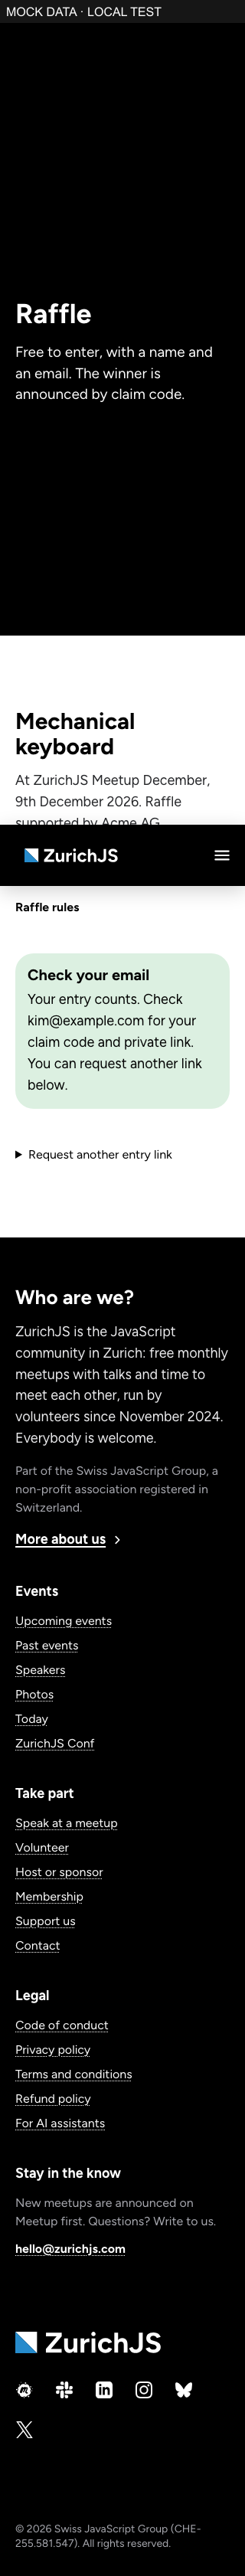 MOCK DATA · LOCAL TEST
Raffle
Free to enter, with a name and
an email. The winner is
announced by claim code.
Mechanical
keyboard
At ZurichJS Meetup December,
9th December 2026. Raffle
supported by Acme AG
ZurichJS
Raffle rules
Check your email
Your entry counts. Check
kim@example.com for your
claim code and private link.
You can request another link
below.
Request another entry link
Who are we?
ZurichJS is the JavaScript
community in Zurich: free monthly
meetups with talks and time to
meet each other, run by
volunteers since November 2024.
Everybody is welcome.
Part of the Swiss JavaScript Group, a
non-profit association registered in
Switzerland.
More about us
Events
Upcoming events
Past events
Speakers
Photos
Today
ZurichJS Conf
Take part
Speak at a meetup
Volunteer
Host or sponsor
Membership
Support us
Contact
Legal
Code of conduct
Privacy policy
Terms and conditions
Refund policy
For AI assistants
Stay in the know
New meetups are announced on
Meetup first. Questions? Write to us.
hello@zurichjs.com
ZurichJS
© 2026 Swiss JavaScript Group (CHE-
255.581.547). All rights reserved.